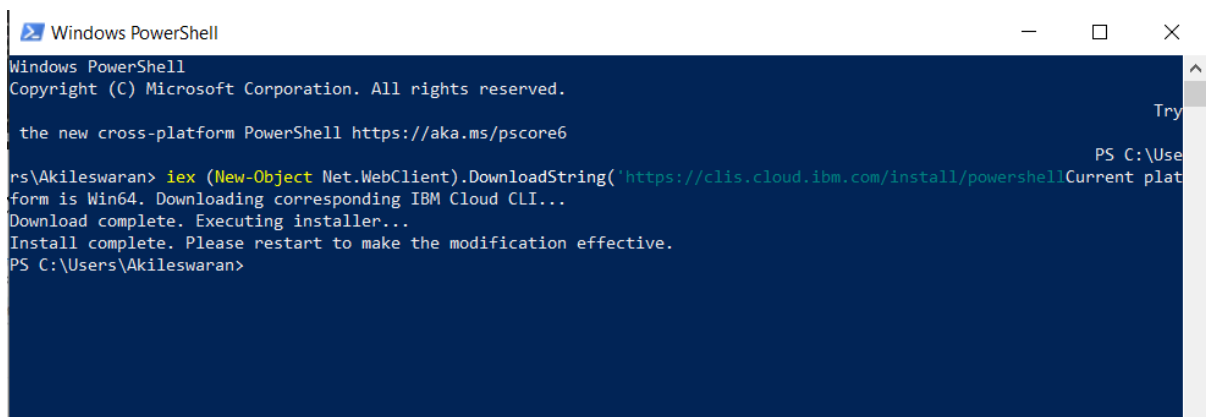 Windows PowerShell
Windows PowerShell
Copyright (C) Microsoft Corporation. All rights reserved.
Try
the new cross-platform PowerShell https://aka.ms/pscore6
PS C:\Use
rs\Akileswaran> iex (New-Object Net.WebClient).DownloadString('https://clis.cloud.ibm.com/install/powershellCurrent plat
form is Win64. Downloading corresponding IBM Cloud CLI...
Download complete. Executing installer...
Install complete. Please restart to make the modification effective.
PS C:\Users\Akileswaran>